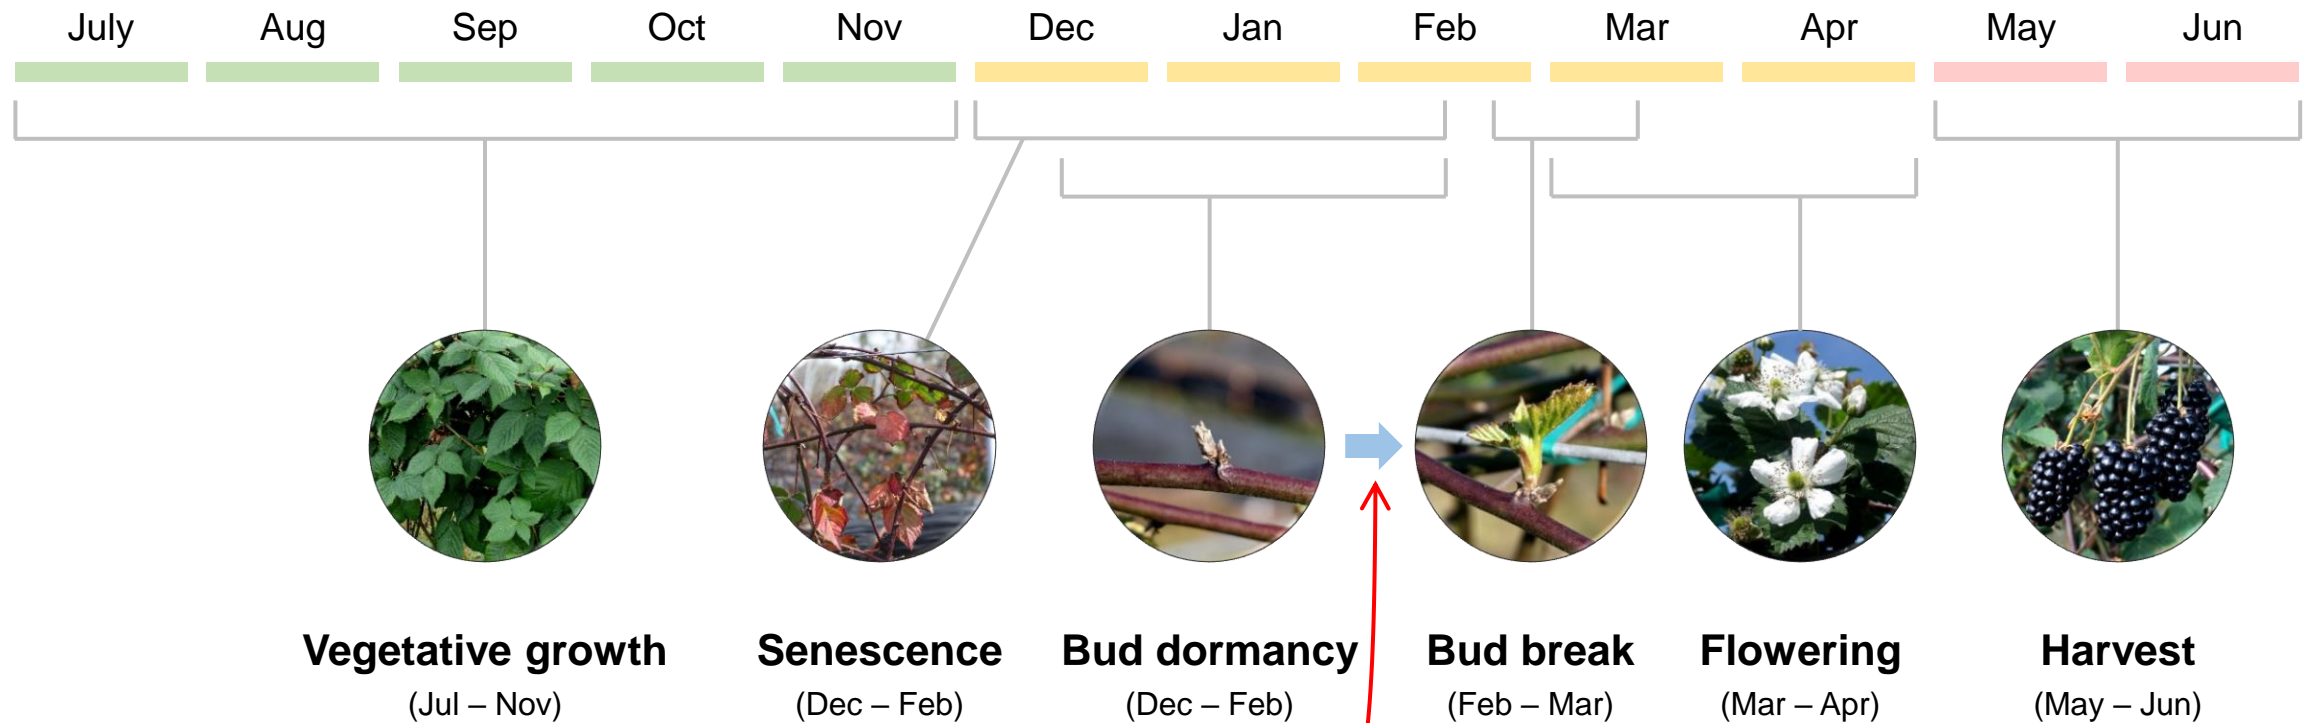 July Aug Sep Oct Nov Dec Jan Feb Mar Apr May Jun
Vegetative growth
(Jul – Nov)
Senescence
(Dec – Feb)
Bud dormancy
(Dec – Feb)
Bud break
(Feb – Mar)
Flowering
(Mar – Apr)
Harvest
(May – Jun)